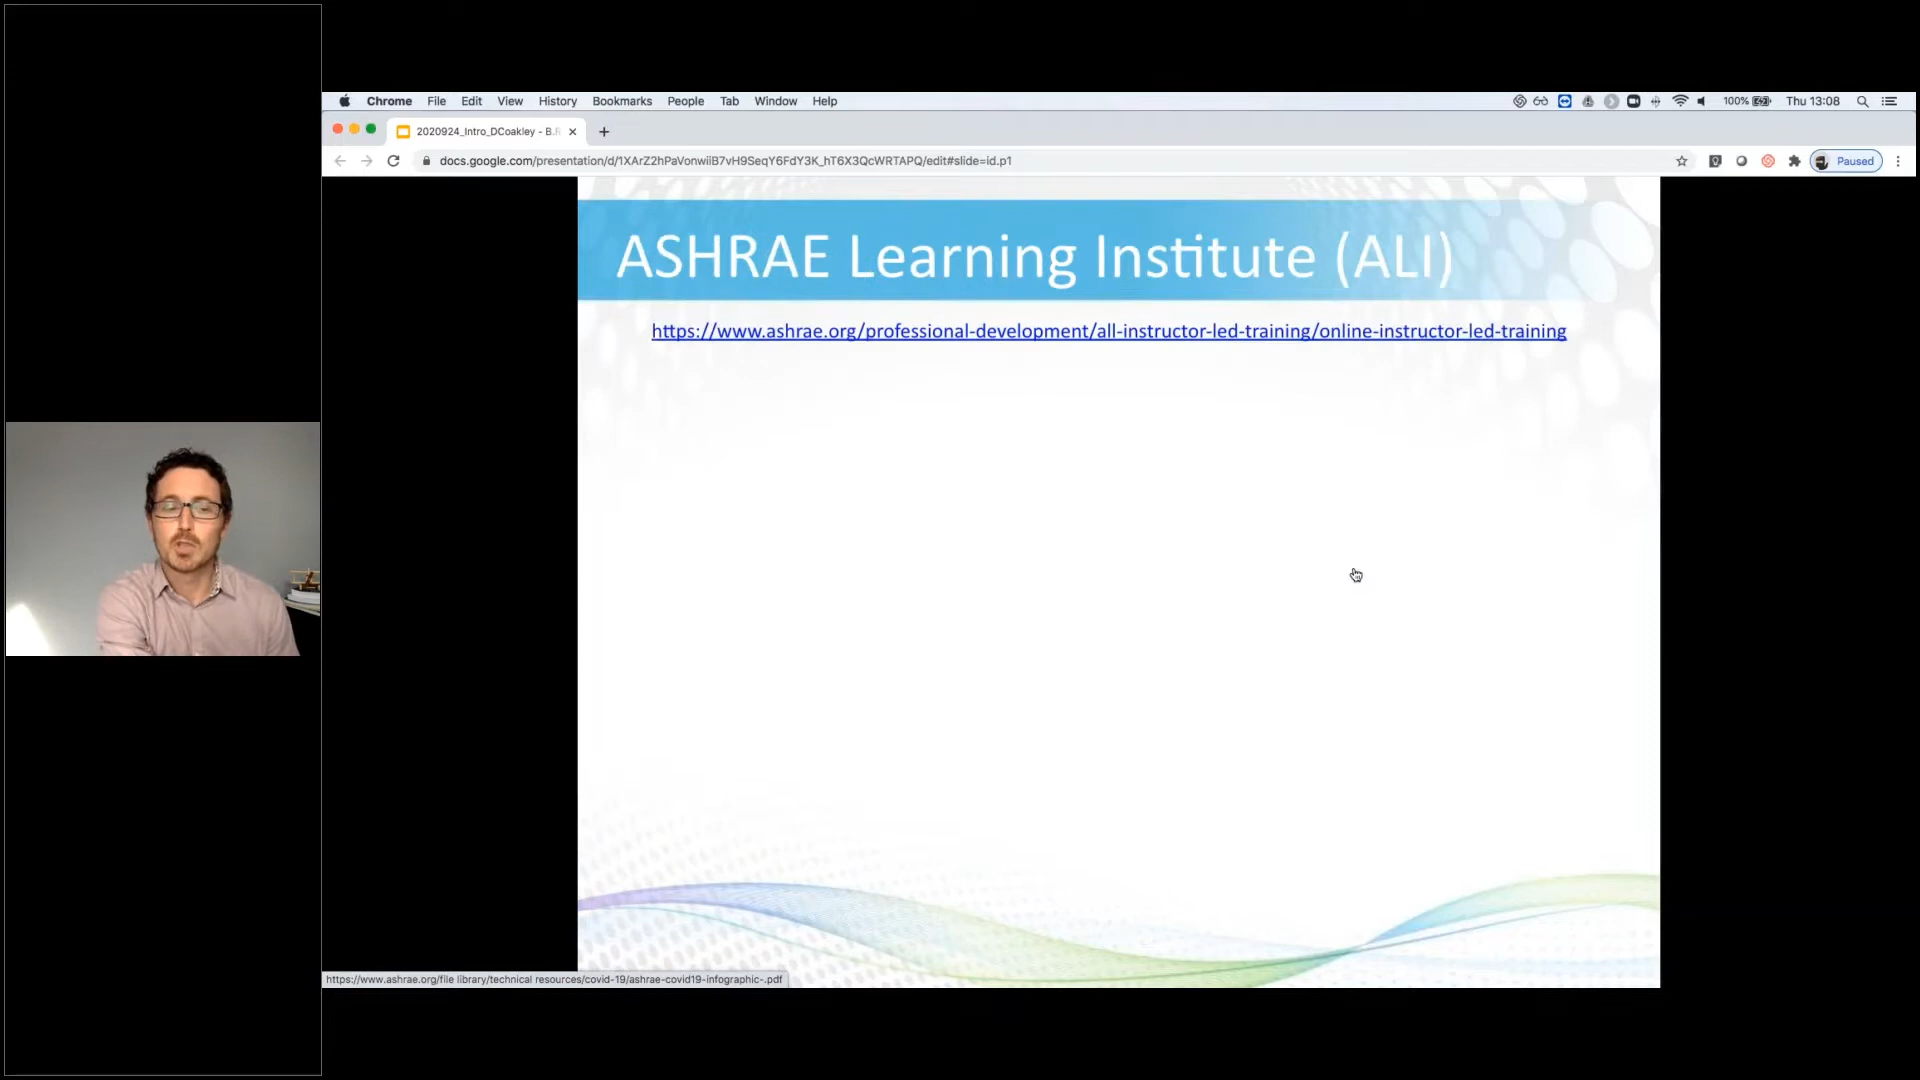 Chrome File Edit View History Bookmarks People Tab Window Help 100% Thu 13:08
2020924_Intro_DCoakley - B.R
docs.google.com/presentation/d/1XArZ2hPaVonwiiB7vH9SeqY6FdY3K_hT6X3QcWRTAPQ/edit#slide=id.p1 Paused
ASHRAE Learning Institute (ALI)
https://www.ashrae.org/professional-development/all-instructor-led-training/online-instructor-led-training
https://www.ashrae.org/file library/technical resources/covid-19/ashrae-covid19-infographic-.pdf